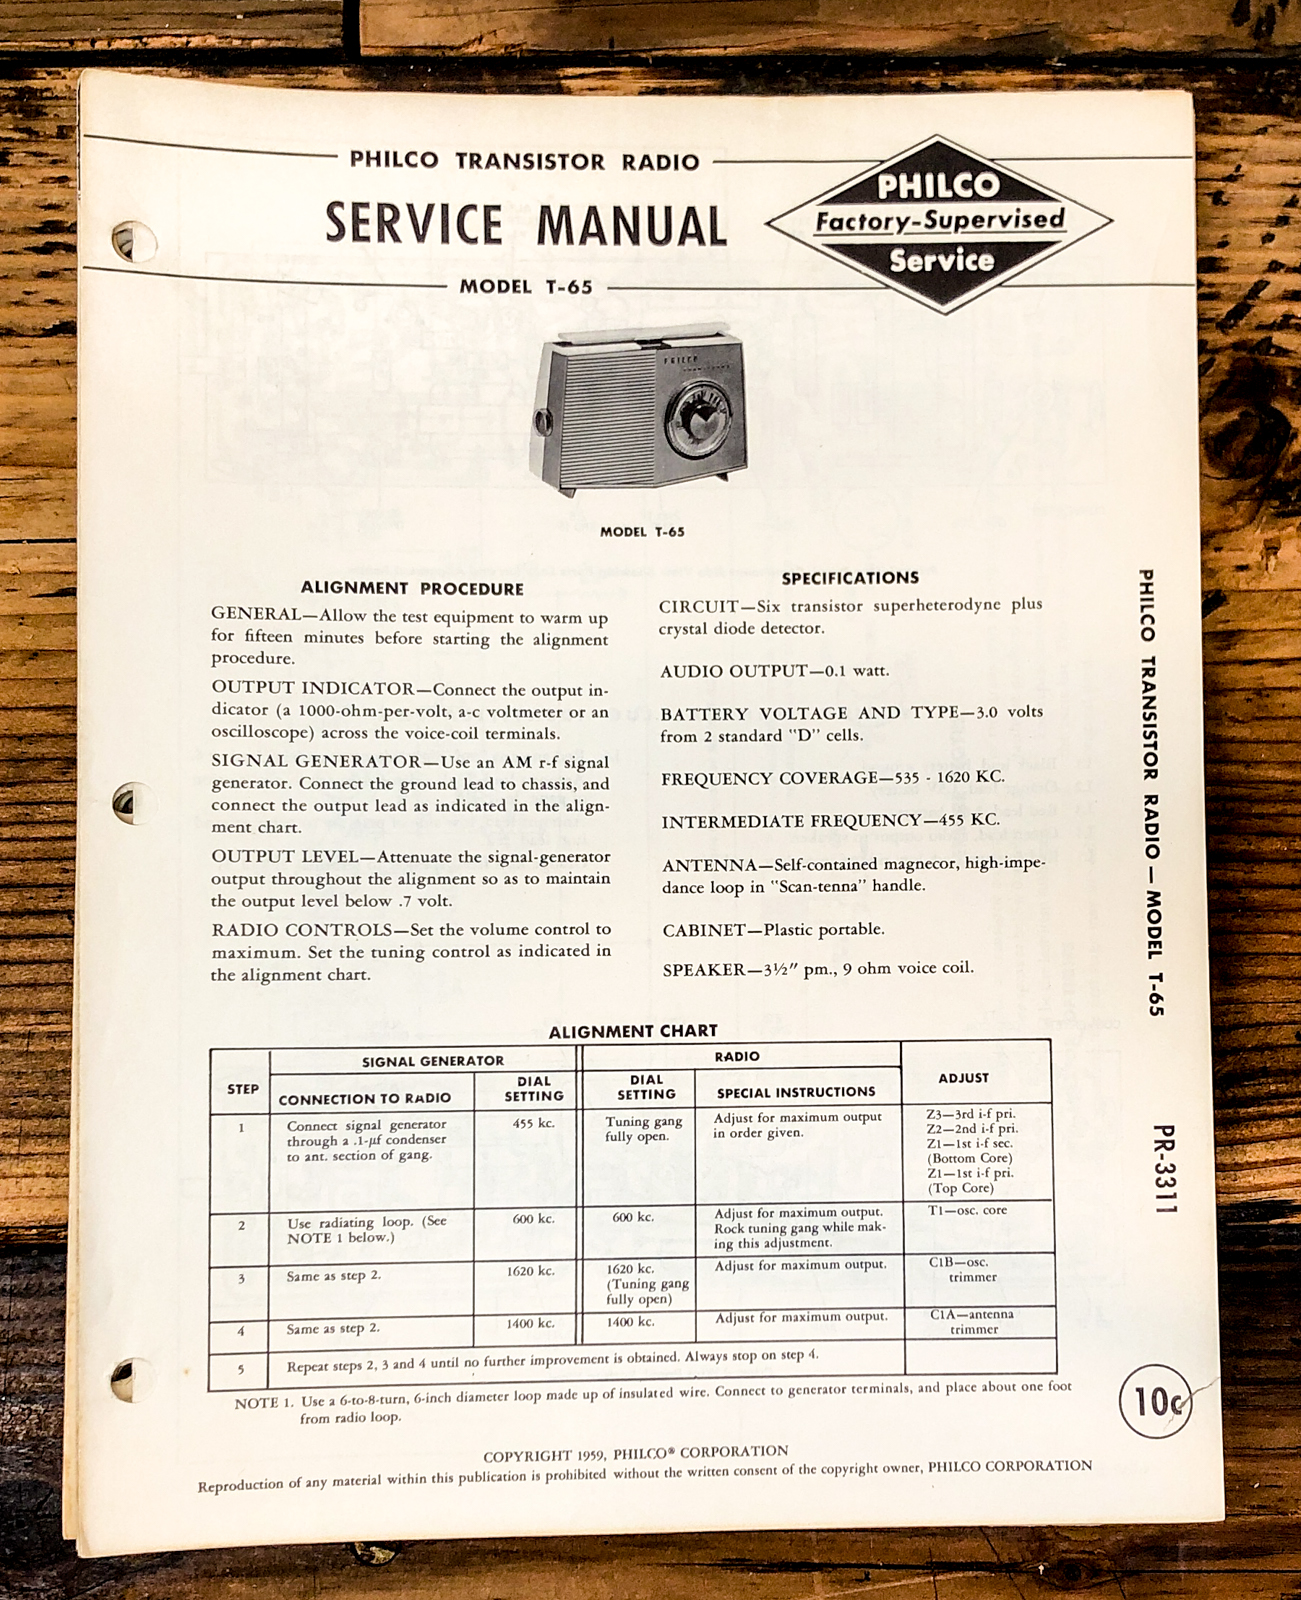 PHILCO TRANSISTOR RADIO
SERVICE MANUAL
MODEL T-65
PHILCO
Factory-Supervised
Service
PHILCO
MODEL T-65
ALIGNMENT PROCEDURE
GENERAL—Allow the test equipment to warm up
for fifteen minutes before starting the alignment
procedure.
OUTPUT INDICATOR—Connect the output in-
dicator (a 1000-ohm-per-volt, a-c voltmeter or an
oscilloscope) across the voice-coil terminals.
SIGNAL GENERATOR—Use an AM r-f signal
generator. Connect the ground lead to chassis, and
connect the output lead as indicated in the align-
ment chart.
OUTPUT LEVEL—Attenuate the signal-generator
output throughout the alignment so as to maintain
the output level below .7 volt.
RADIO CONTROLS—Set the volume control to
maximum. Set the tuning control as indicated in
the alignment chart.
SPECIFICATIONS
CIRCUIT—Six transistor superheterodyne plus
crystal diode detector.
AUDIO OUTPUT—0.1 watt.
BATTERY VOLTAGE AND TYPE—3.0 volts
from 2 standard "D" cells.
FREQUENCY COVERAGE—535 - 1620 KC.
INTERMEDIATE FREQUENCY—455 KC.
ANTENNA—Self-contained magnecor, high-impe-
dance loop in "Scan-tenna" handle.
CABINET—Plastic portable.
SPEAKER—3½" pm., 9 ohm voice coil.
ALIGNMENT CHART
STEP
SIGNAL GENERATOR
RADIO
ADJUST
CONNECTION TO RADIO
DIAL
SETTING
DIAL
SETTING
SPECIAL INSTRUCTIONS
1
Connect signal generator
through a .1-µf condenser
to ant. section of gang.
455 kc.
Tuning gang
fully open.
Adjust for maximum output
in order given.
Z3—3rd i-f pri.
Z2—2nd i-f pri.
Z1—1st i-f sec.
(Bottom Core)
Z1—1st i-f pri.
(Top Core)
2
Use radiating loop. (See
NOTE 1 below.)
600 kc.
600 kc.
Adjust for maximum output.
Rock tuning gang while mak-
ing this adjustment.
T1—osc. core
3
Same as step 2.
1620 kc.
1620 kc.
(Tuning gang
fully open)
Adjust for maximum output.
C1B—osc.
trimmer
4
Same as step 2.
1400 kc.
1400 kc.
Adjust for maximum output.
C1A—antenna
trimmer
5
Repeat steps 2, 3 and 4 until no further improvement is obtained. Always stop on step 4.
NOTE 1. Use a 6-to-8-turn, 6-inch diameter loop made up of insulated wire. Connect to generator terminals, and place about one foot
from radio loop.
COPYRIGHT 1959, PHILCO® CORPORATION
Reproduction of any material within this publication is prohibited without the written consent of the copyright owner, PHILCO CORPORATION
PHILCO TRANSISTOR RADIO — MODEL T-65
PR-3311
10c